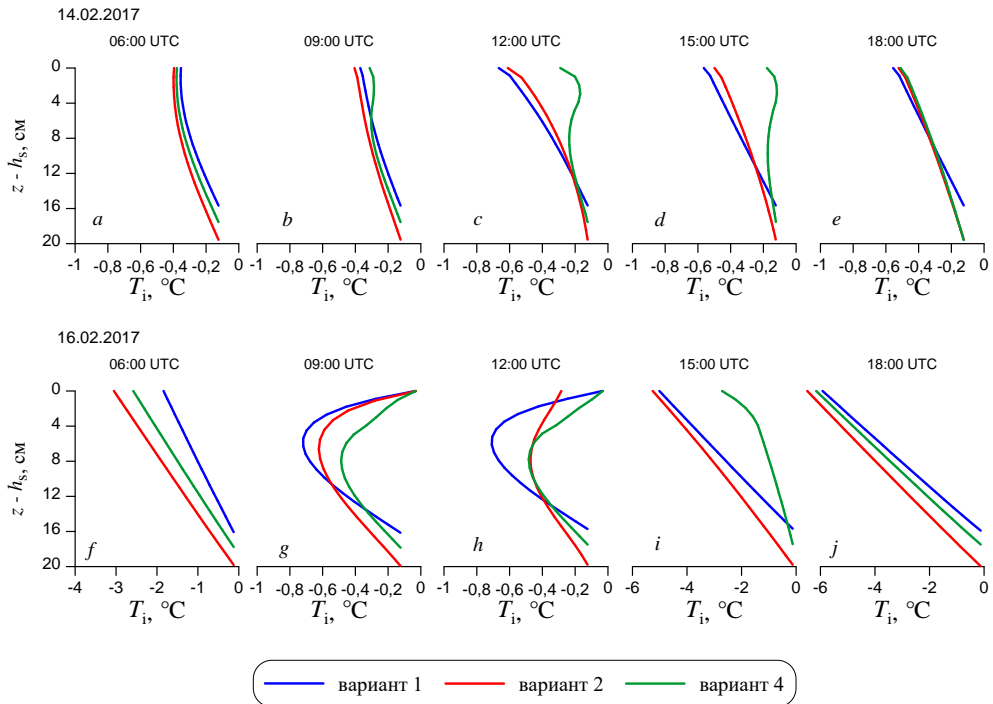 14.02.2017
06:00 UTC 09:00 UTC 12:00 UTC 15:00 UTC 18:00 UTC
0
4
8
12
16
20
z - hs, см
a b c d e
-1 -0,8 -0,6 -0,4 -0,2 0 -1 -0,8 -0,6 -0,4 -0,2 0 -1 -0,8 -0,6 -0,4 -0,2 0 -1 -0,8 -0,6 -0,4 -0,2 0 -1 -0,8 -0,6 -0,4 -0,2 0
Ti, °C Ti, °C Ti, °C Ti, °C Ti, °C
16.02.2017
06:00 UTC 09:00 UTC 12:00 UTC 15:00 UTC 18:00 UTC
0
4
8
12
16
20
z - hs, см
f g h i j
-4 -3 -2 -1 0 -1 -0,8 -0,6 -0,4 -0,2 0 -1 -0,8 -0,6 -0,4 -0,2 0 -6 -4 -2 0 -6 -4 -2 0
Ti, °C Ti, °C Ti, °C Ti, °C Ti, °C
вариант 1 вариант 2 вариант 4